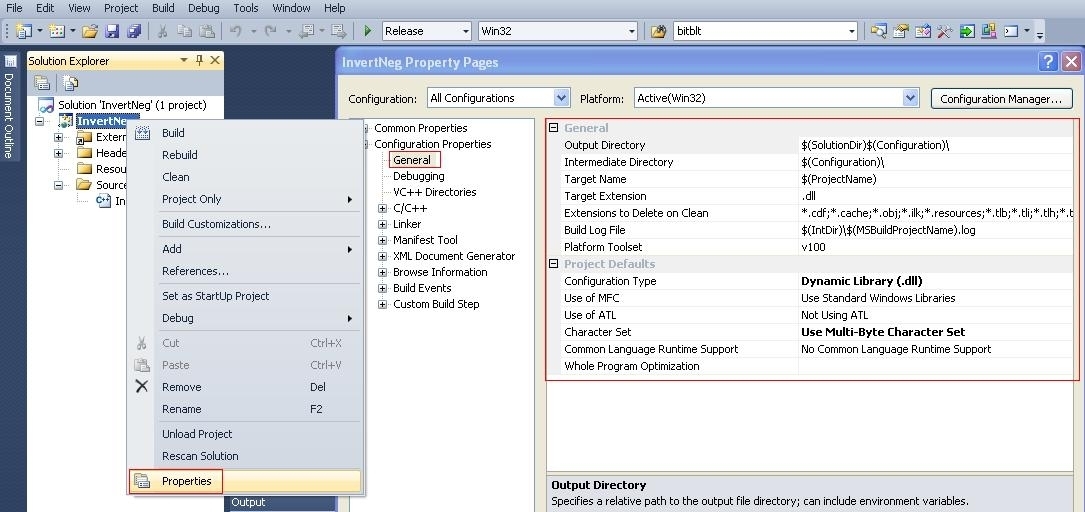 File Edit View Project Build Debug Tools Window Help
Release Win32 bitblt
Document Outline
Solution Explorer
Solution 'InvertNeg' (1 project)
InvertNe
Extern
Heade
Resou
Source
In
Build
Rebuild
Clean
Project Only
Build Customizations...
Add
References...
Set as StartUp Project
Debug
Cut Ctrl+X
Paste Ctrl+V
Remove Del
Rename F2
Unload Project
Rescan Solution
Properties
Output
InvertNeg Property Pages
Configuration: All Configurations Platform: Active(Win32) Configuration Manager...
Common Properties
Configuration Properties
General
Debugging
VC++ Directories
C/C++
Linker
Manifest Tool
XML Document Generator
Browse Information
Build Events
Custom Build Step
General
Output Directory $(SolutionDir)$(Configuration)\
Intermediate Directory $(Configuration)\
Target Name $(ProjectName)
Target Extension .dll
Extensions to Delete on Clean *.cdf;*.cache;*.obj;*.ilk;*.resources;*.tlb;*.tli;*.tlh;*.t
Build Log File $(IntDir)\$(MSBuildProjectName).log
Platform Toolset v100
Project Defaults
Configuration Type Dynamic Library (.dll)
Use of MFC Use Standard Windows Libraries
Use of ATL Not Using ATL
Character Set Use Multi-Byte Character Set
Common Language Runtime Support No Common Language Runtime Support
Whole Program Optimization
Output Directory
Specifies a relative path to the output file directory; can include environment variables.